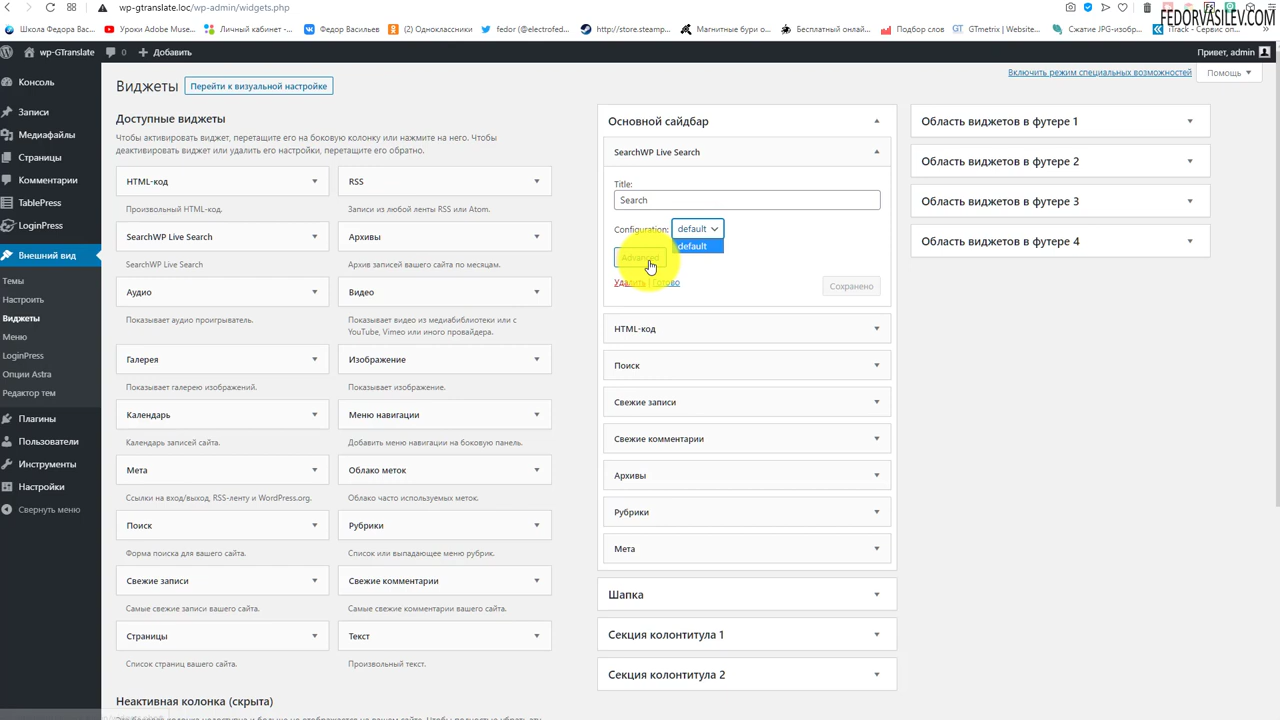 wp-gtranslate.loc/wp-admin/widgets.php
FEDORVASILEV.COM
Школа Федора Вас...
Уроки Adobe Muse...
Личный кабинет -...
Федор Васильев
(2) Одноклассники
fedor (@electrofed...
http://store.steamp...
Магнитные бури о...
Бесплатный онлай...
Подбор слов
GTmetrix | Website...
Сжатие JPG-изобр...
iTrack - Сервис оп...
wp-GTranslate
0
Добавить
Привет, admin
Консоль
Записи
Медиафайлы
Страницы
Комментарии
TablePress
LoginPress
Внешний вид
Темы
Настроить
Виджеты
Меню
LoginPress
Опции Astra
Редактор тем
Плагины
Пользователи
Инструменты
Настройки
Свернуть меню
Включить режим специальных возможностей
Помощь
Виджеты
Перейти к визуальной настройке
Доступные виджеты
Чтобы активировать виджет, перетащите его на боковую колонку или нажмите на него. Чтобы
деактивировать виджет или удалить его настройки, перетащите его обратно.
HTML-код
Произвольный HTML-код.
RSS
Записи из любой ленты RSS или Atom.
SearchWP Live Search
SearchWP Live Search
Архивы
Архив записей вашего сайта по месяцам.
Аудио
Показывает аудио проигрыватель.
Видео
Показывает видео из медиабиблиотеки или с
YouTube, Vimeo или иного провайдера.
Галерея
Показывает галерею изображений.
Изображение
Показывает изображение.
Календарь
Календарь записей сайта.
Меню навигации
Добавить меню навигации на боковую панель.
Мета
Ссылки на вход/выход, RSS-ленту и WordPress.org.
Облако меток
Облако часто используемых меток.
Поиск
Форма поиска для вашего сайта.
Рубрики
Список или выпадающее меню рубрик.
Свежие записи
Самые свежие записи вашего сайта.
Свежие комментарии
Самые свежие комментарии вашего сайта.
Страницы
Список страниц вашего сайта.
Текст
Произвольный текст.
Неактивная колонка (скрыта)
Основной сайдбар
SearchWP Live Search
Title:
Search
Configuration:
default
default
Advanced
Удалить | Готово
Сохранено
HTML-код
Поиск
Свежие записи
Свежие комментарии
Архивы
Рубрики
Мета
Шапка
Секция колонтитула 1
Секция колонтитула 2
Область виджетов в футере 1
Область виджетов в футере 2
Область виджетов в футере 3
Область виджетов в футере 4